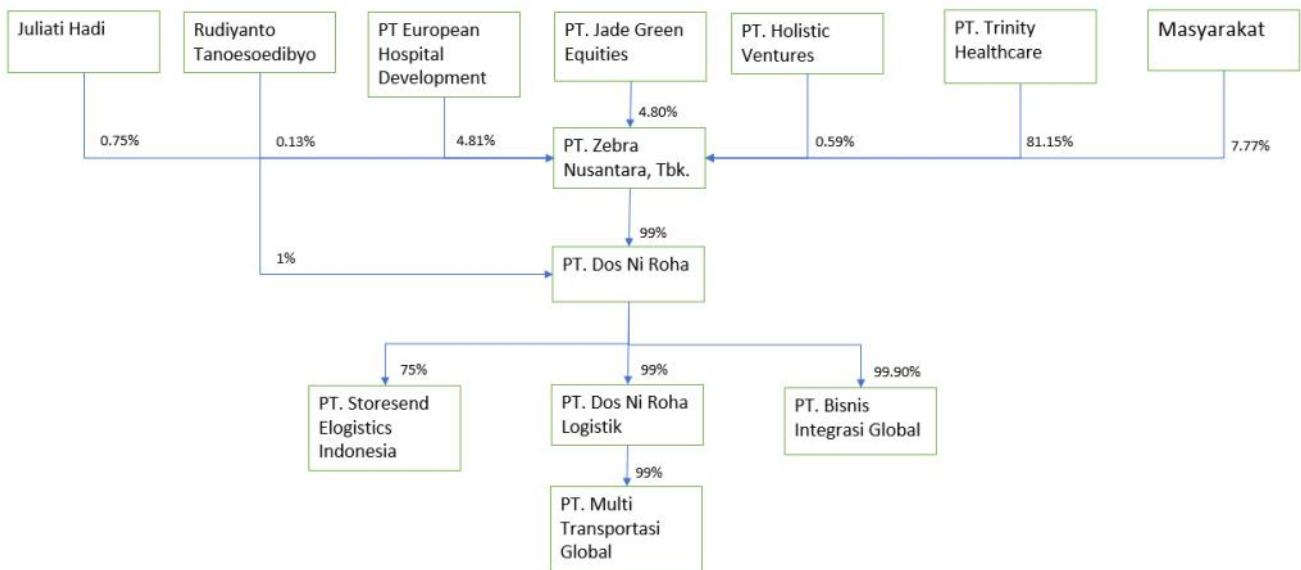 Juliati Hadi
Rudiyanto
Tanoesoedibyo
PT European
Hospital
Development
PT. Jade Green
Equities
PT. Holistic
Ventures
PT. Trinity
Healthcare
Masyarakat
0.75%
0.13%
4.81%
4.80%
0.59%
81.15%
7.77%
PT. Zebra
Nusantara, Tbk.
99%
1%
PT. Dos Ni Roha
75%
99%
99.90%
PT. Storesend
Elogistics
Indonesia
PT. Dos Ni Roha
Logistik
PT. Bisnis
Integrasi Global
99%
PT. Multi
Transportasi
Global